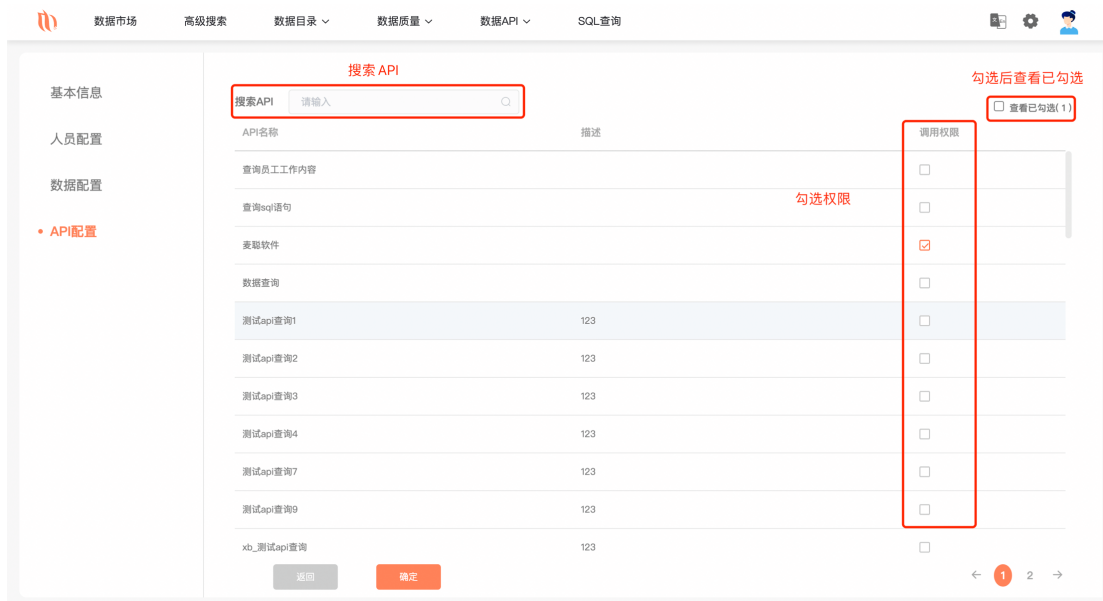 数据市场 高级搜索 数据目录 数据质量 数据API SQL查询
搜索 API
勾选后查看已勾选
基本信息
搜索API 请输入
查看已勾选(1)
API名称 描述 调用权限
人员配置
查询员工工作内容
数据配置
勾选权限
查询sql语句
API配置
麦聪软件
数据查询
测试api查询1 123
测试api查询2 123
测试api查询3 123
测试api查询4 123
测试api查询7 123
测试api查询9 123
xb_测试api查询 123
返回 确定 1 2